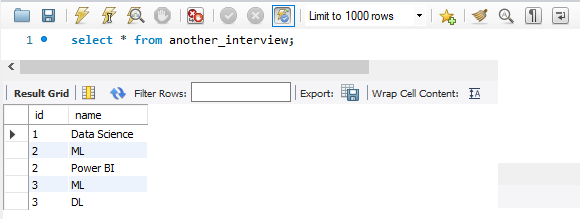 Limit to 1000 rows
1 select * from another_interview;
Result Grid Filter Rows: Export: Wrap Cell Content:
id name
1 Data Science
2 ML
2 Power BI
3 ML
3 DL